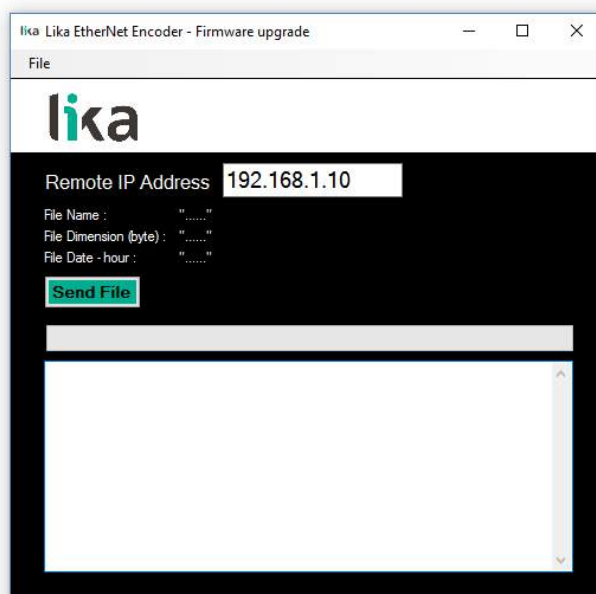 lika Lika EtherNet Encoder - Firmware upgrade
File
lika
Remote IP Address 192.168.1.10
File Name : "......"
File Dimension (byte) : "......"
File Date - hour : "......"
Send File